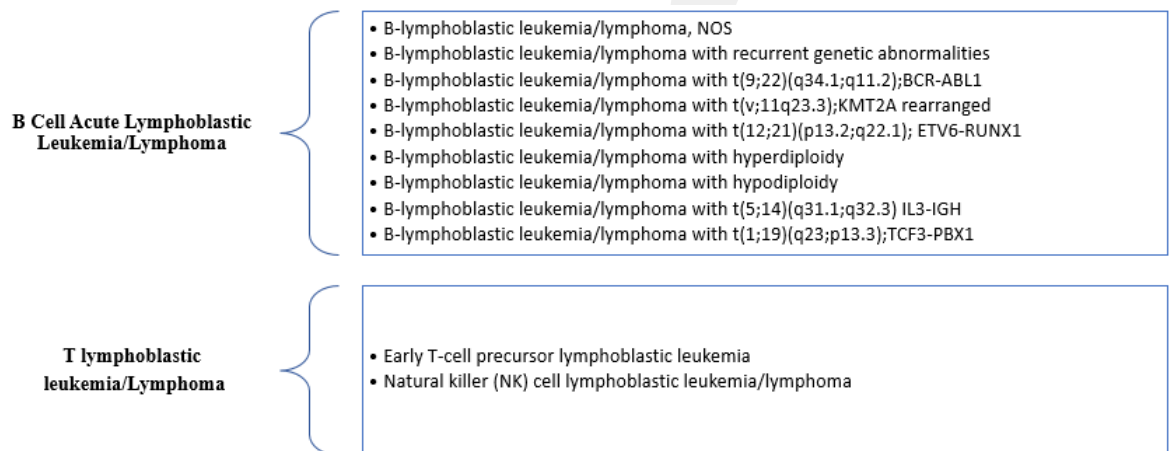 B Cell Acute Lymphoblastic
Leukemia/Lymphoma
• B-lymphoblastic leukemia/lymphoma, NOS
• B-lymphoblastic leukemia/lymphoma with recurrent genetic abnormalities
• B-lymphoblastic leukemia/lymphoma with t(9;22)(q34.1;q11.2);BCR-ABL1
• B-lymphoblastic leukemia/lymphoma with t(v;11q23.3);KMT2A rearranged
• B-lymphoblastic leukemia/lymphoma with t(12;21)(p13.2;q22.1); ETV6-RUNX1
• B-lymphoblastic leukemia/lymphoma with hyperdiploidy
• B-lymphoblastic leukemia/lymphoma with hypodiploidy
• B-lymphoblastic leukemia/lymphoma with t(5;14)(q31.1;q32.3) IL3-IGH
• B-lymphoblastic leukemia/lymphoma with t(1;19)(q23;p13.3);TCF3-PBX1
T lymphoblastic
leukemia/Lymphoma
• Early T-cell precursor lymphoblastic leukemia
• Natural killer (NK) cell lymphoblastic leukemia/lymphoma